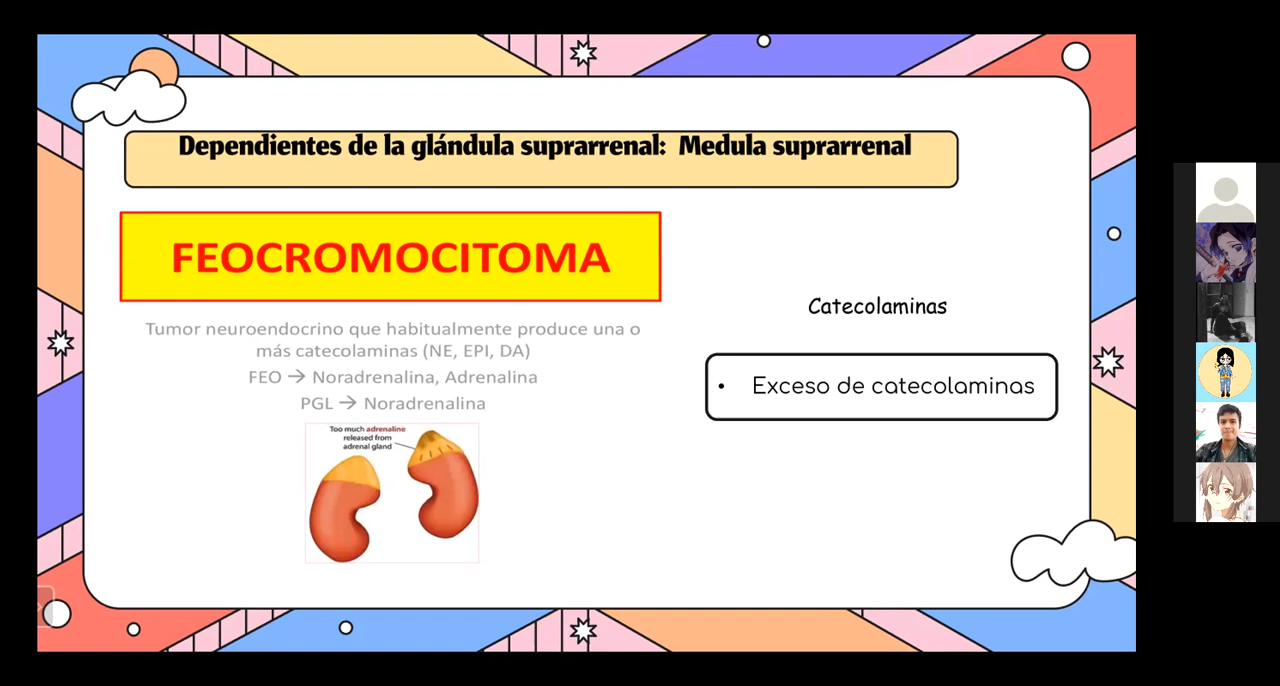 Dependientes de la glándula suprarrenal:  Medula suprarrenal
FEOCROMOCITOMA
Tumor neuroendocrino que habitualmente produce una o
más catecolaminas (NE, EPI, DA)
FEO → Noradrenalina, Adrenalina
PGL → Noradrenalina
Too much adrenaline
released from
adrenal gland
Catecolaminas
• Exceso de catecolaminas